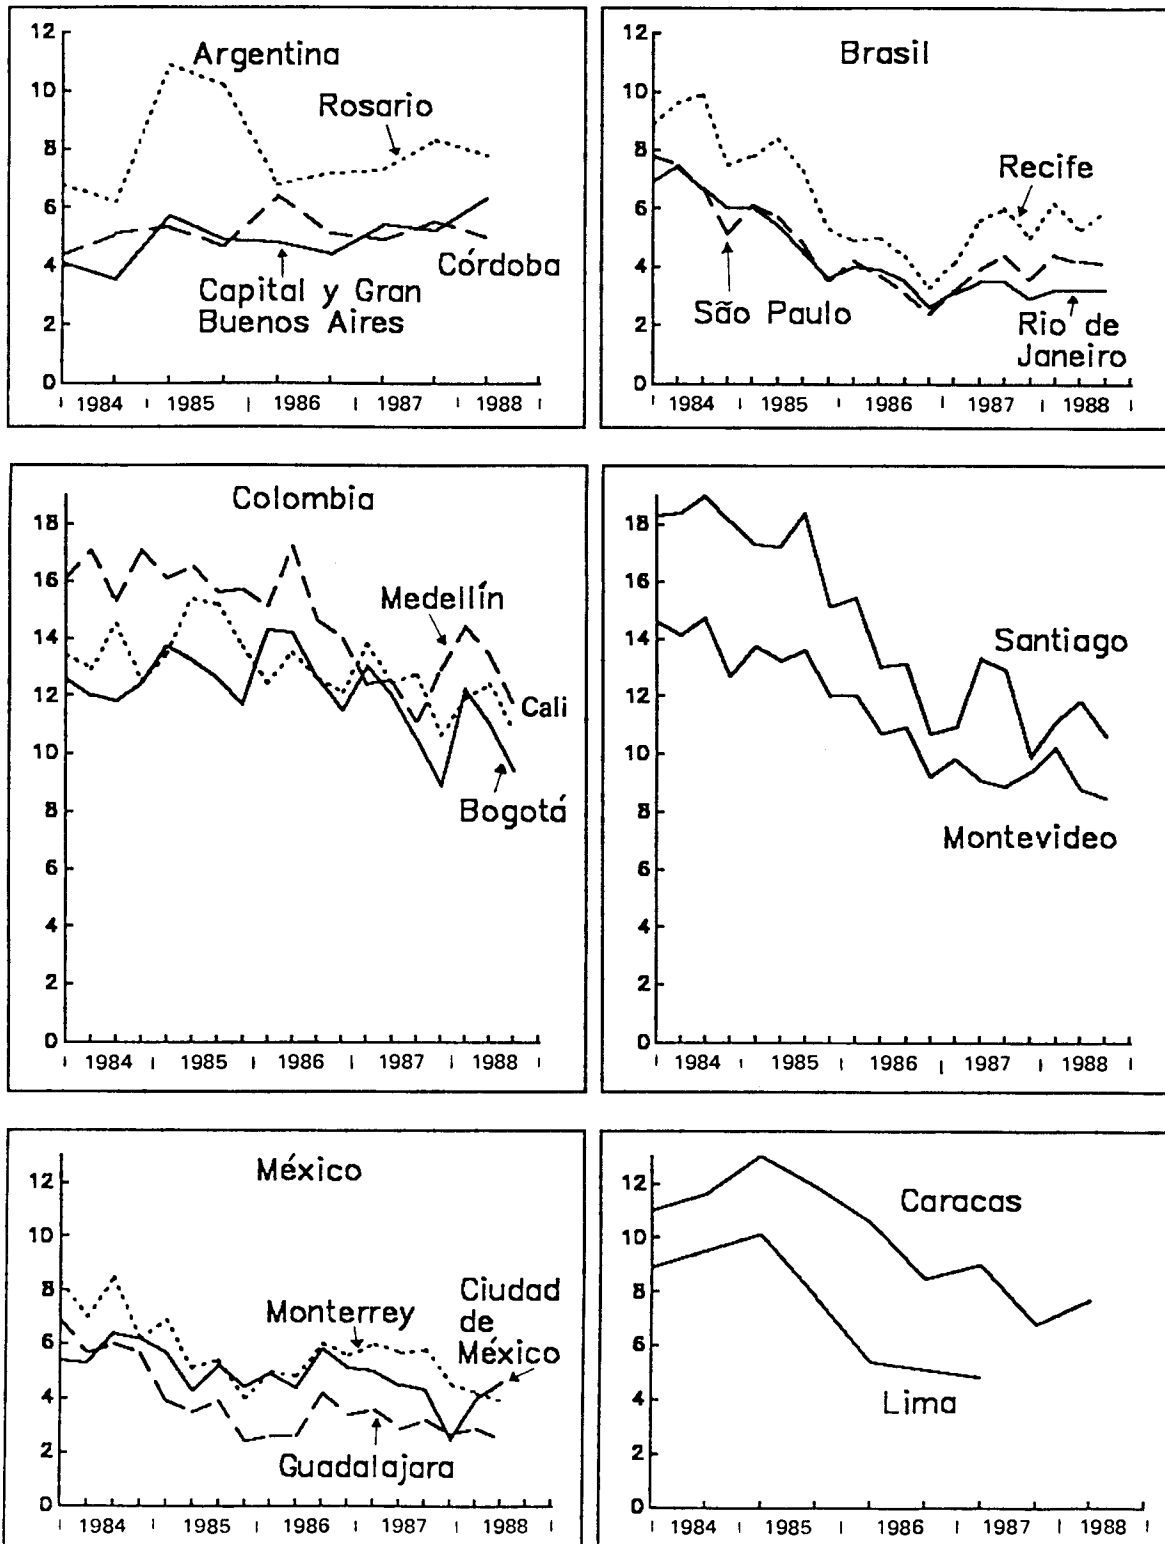 Argentina
12
10
8
6
4
2
0
Rosario
Córdoba
Capital y Gran
Buenos Aires
1984 1985 1986 1987 1988
Brasil
12
10
8
6
4
2
0
Recife
São Paulo
Rio de
Janeiro
1984 1985 1986 1987 1988
Colombia
18
16
14
12
10
8
6
4
2
0
Medellín
Cali
Bogotá
1984 1985 1986 1987 1988
18
16
14
12
10
8
6
4
2
0
Santiago
Montevideo
1984 1985 1986 1987 1988
México
12
10
8
6
4
2
0
Monterrey
Ciudad
de
México
Guadalajara
1984 1985 1986 1987 1988
12
10
8
6
4
2
0
Caracas
Lima
1984 1985 1986 1987 1988